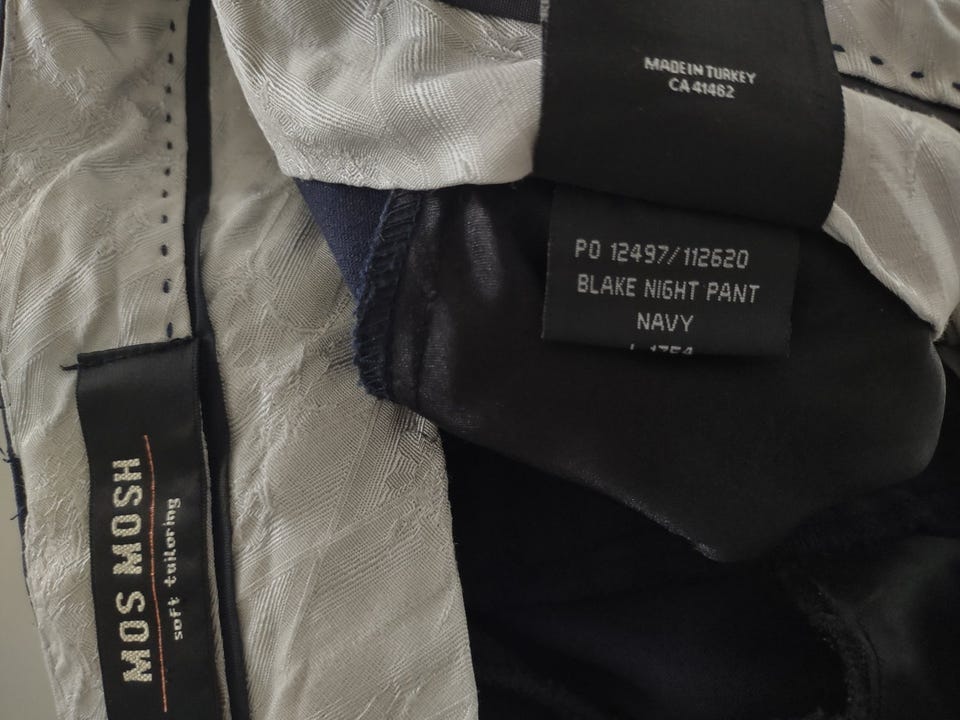 MADE IN TURKEY
CA 41462
PO 12497/112620
BLAKE NIGHT PANT
NAVY
MOS MOSH
soft tailoring